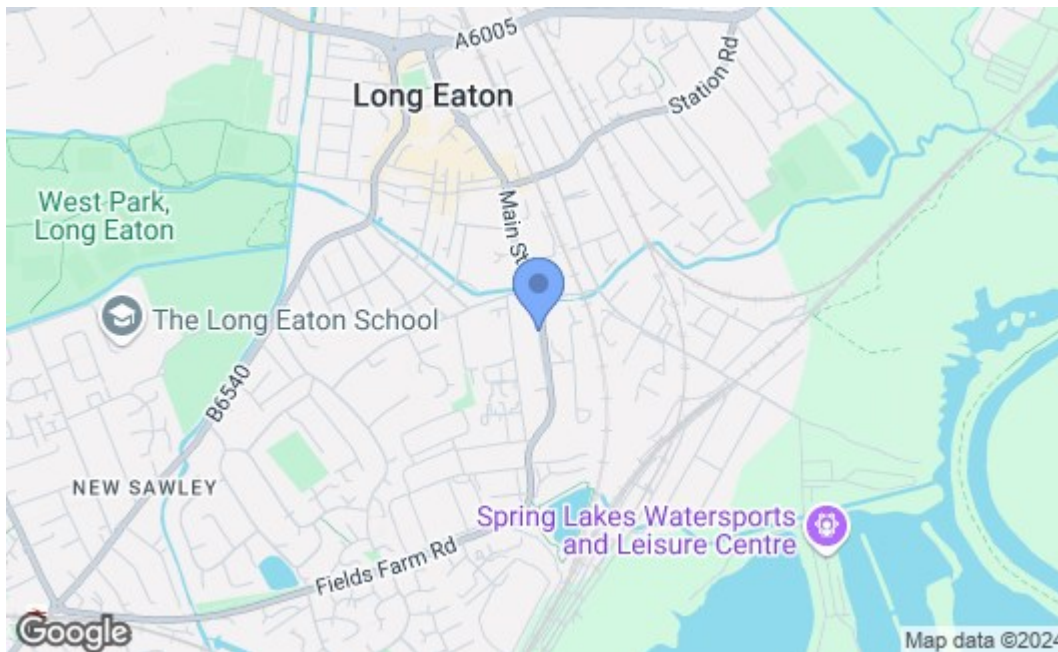 A6005
Long Eaton
Station Rd
West Park,
Long Eaton
Main St
The Long Eaton School
B6540
NEW SAWLEY
Spring Lakes Watersports
and Leisure Centre
Fields Farm Rd
Google
Map data ©2024